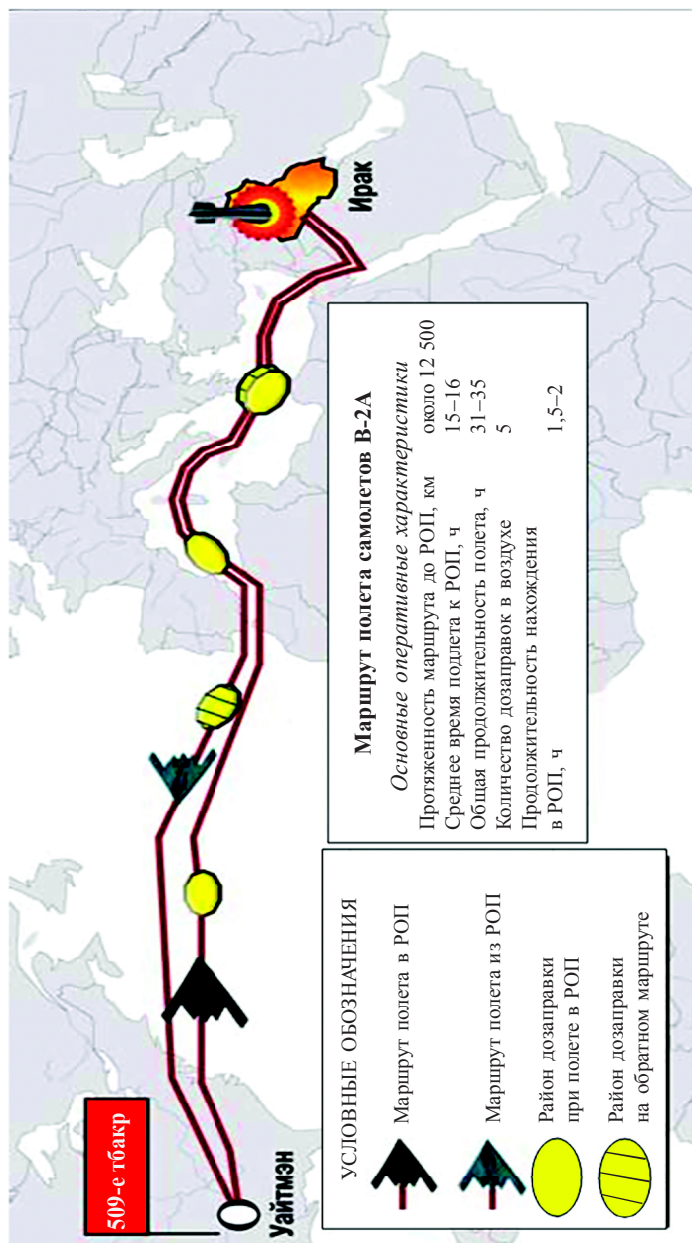 509-е тбакр
Уайтмэн
Ирак
УСЛОВНЫЕ ОБОЗНАЧЕНИЯ
Маршрут полета в РОП
Маршрут полета из РОП
Район дозаправки
при полете в РОП
Район дозаправки
на обратном маршруте
Маршрут полета самолетов В-2А
Основные оперативные характеристики
Протяженность маршрута до РОП, км около 12 500
Среднее время подлета к РОП, ч 15–16
Общая продолжительность полета, ч 31–35
Количество дозаправок в воздухе 5
Продолжительность нахождения
в РОП, ч 1,5–2